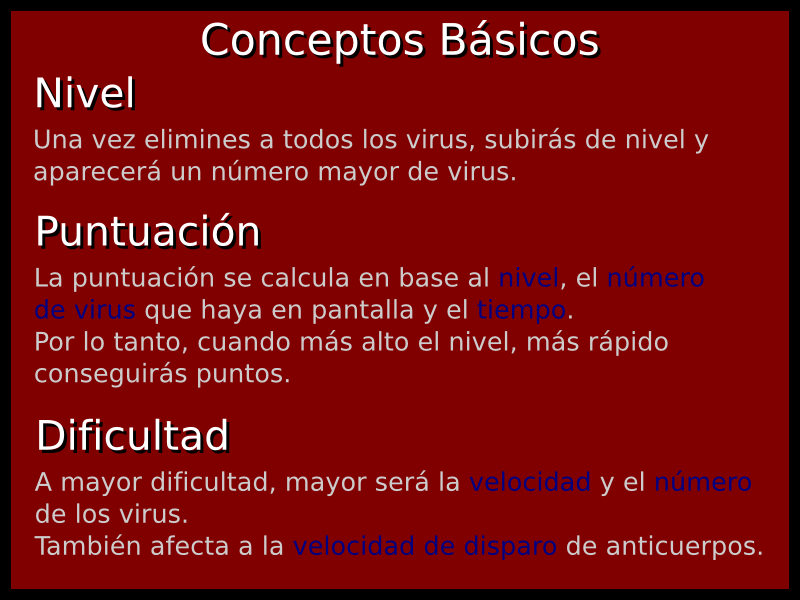 Conceptos Básicos
Nivel
Una vez elimines a todos los virus, subirás de nivel y
aparecerá un número mayor de virus.
Puntuación
La puntuación se calcula en base al nivel, el número
de virus que haya en pantalla y el tiempo.
Por lo tanto, cuando más alto el nivel, más rápido
conseguirás puntos.
Dificultad
A mayor dificultad, mayor será la velocidad y el número
de los virus.
También afecta a la velocidad de disparo de anticuerpos.